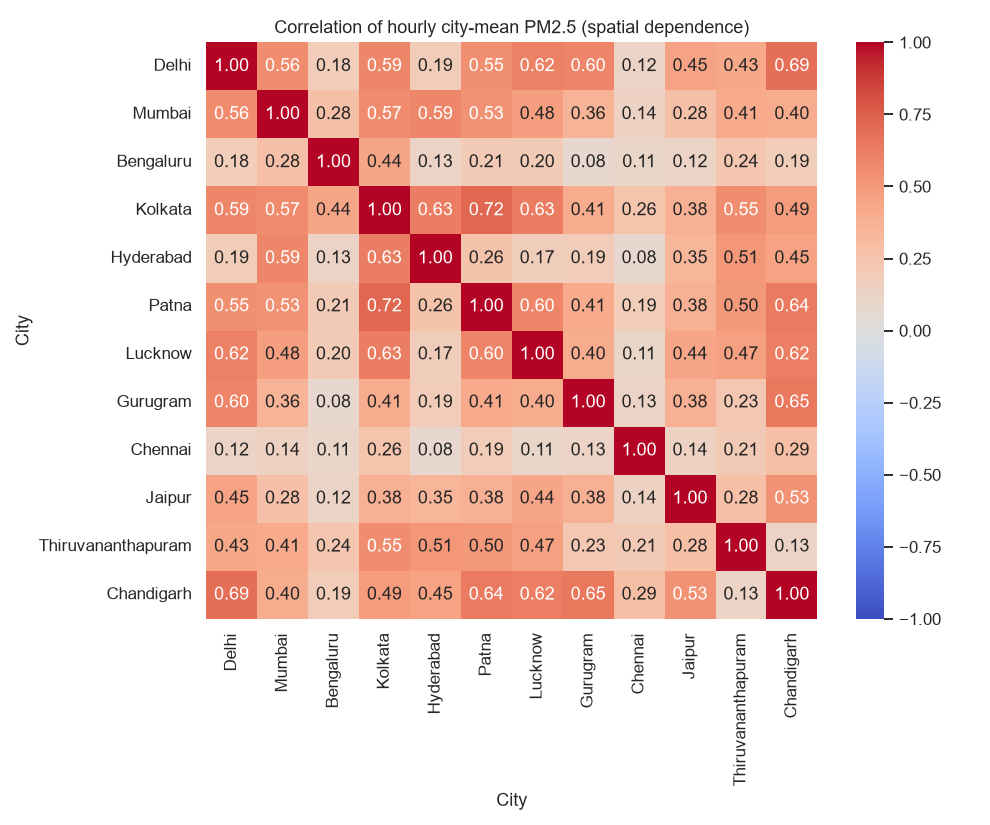 Correlation of hourly city-mean PM2.5 (spatial dependence)
Delhi 1.00 0.56 0.18 0.59 0.19 0.55 0.62 0.60 0.12 0.45 0.43 0.69
Mumbai 0.56 1.00 0.28 0.57 0.59 0.53 0.48 0.36 0.14 0.28 0.41 0.40
Bengaluru 0.18 0.28 1.00 0.44 0.13 0.21 0.20 0.08 0.11 0.12 0.24 0.19
Kolkata 0.59 0.57 0.44 1.00 0.63 0.72 0.63 0.41 0.26 0.38 0.55 0.49
Hyderabad 0.19 0.59 0.13 0.63 1.00 0.26 0.17 0.19 0.08 0.35 0.51 0.45
Patna 0.55 0.53 0.21 0.72 0.26 1.00 0.60 0.41 0.19 0.38 0.50 0.64
Lucknow 0.62 0.48 0.20 0.63 0.17 0.60 1.00 0.40 0.11 0.44 0.47 0.62
Gurugram 0.60 0.36 0.08 0.41 0.19 0.41 0.40 1.00 0.13 0.38 0.23 0.65
Chennai 0.12 0.14 0.11 0.26 0.08 0.19 0.11 0.13 1.00 0.14 0.21 0.29
Jaipur 0.45 0.28 0.12 0.38 0.35 0.38 0.44 0.38 0.14 1.00 0.28 0.53
Thiruvananthapuram 0.43 0.41 0.24 0.55 0.51 0.50 0.47 0.23 0.21 0.28 1.00 0.13
Chandigarh 0.69 0.40 0.19 0.49 0.45 0.64 0.62 0.65 0.29 0.53 0.13 1.00
City
Delhi
Mumbai
Bengaluru
Kolkata
Hyderabad
Patna
Lucknow
Gurugram
Chennai
Jaipur
Thiruvananthapuram
Chandigarh
City
1.00
0.75
0.50
0.25
0.00
−0.25
−0.50
−0.75
−1.00